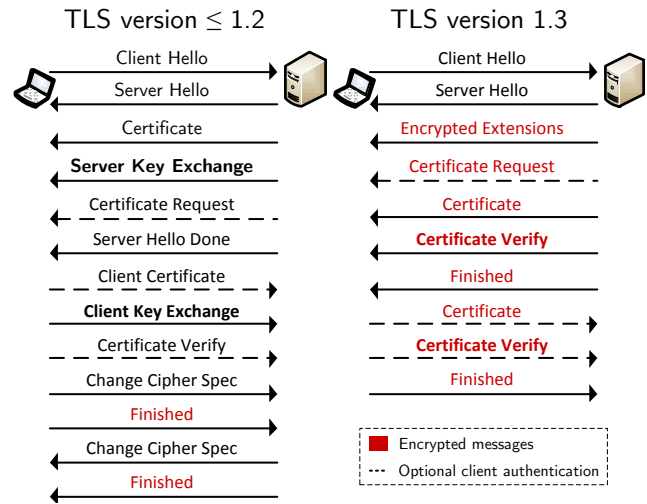 TLS version ≤ 1.2
Client Hello
Server Hello
Certificate
Server Key Exchange
Certificate Request
Server Hello Done
Client Certificate
Client Key Exchange
Certificate Verify
Change Cipher Spec
Finished
Change Cipher Spec
Finished
TLS version 1.3
Client Hello
Server Hello
Encrypted Extensions
Certificate Request
Certificate
Certificate Verify
Finished
Certificate
Certificate Verify
Finished
Encrypted messages
Optional client authentication